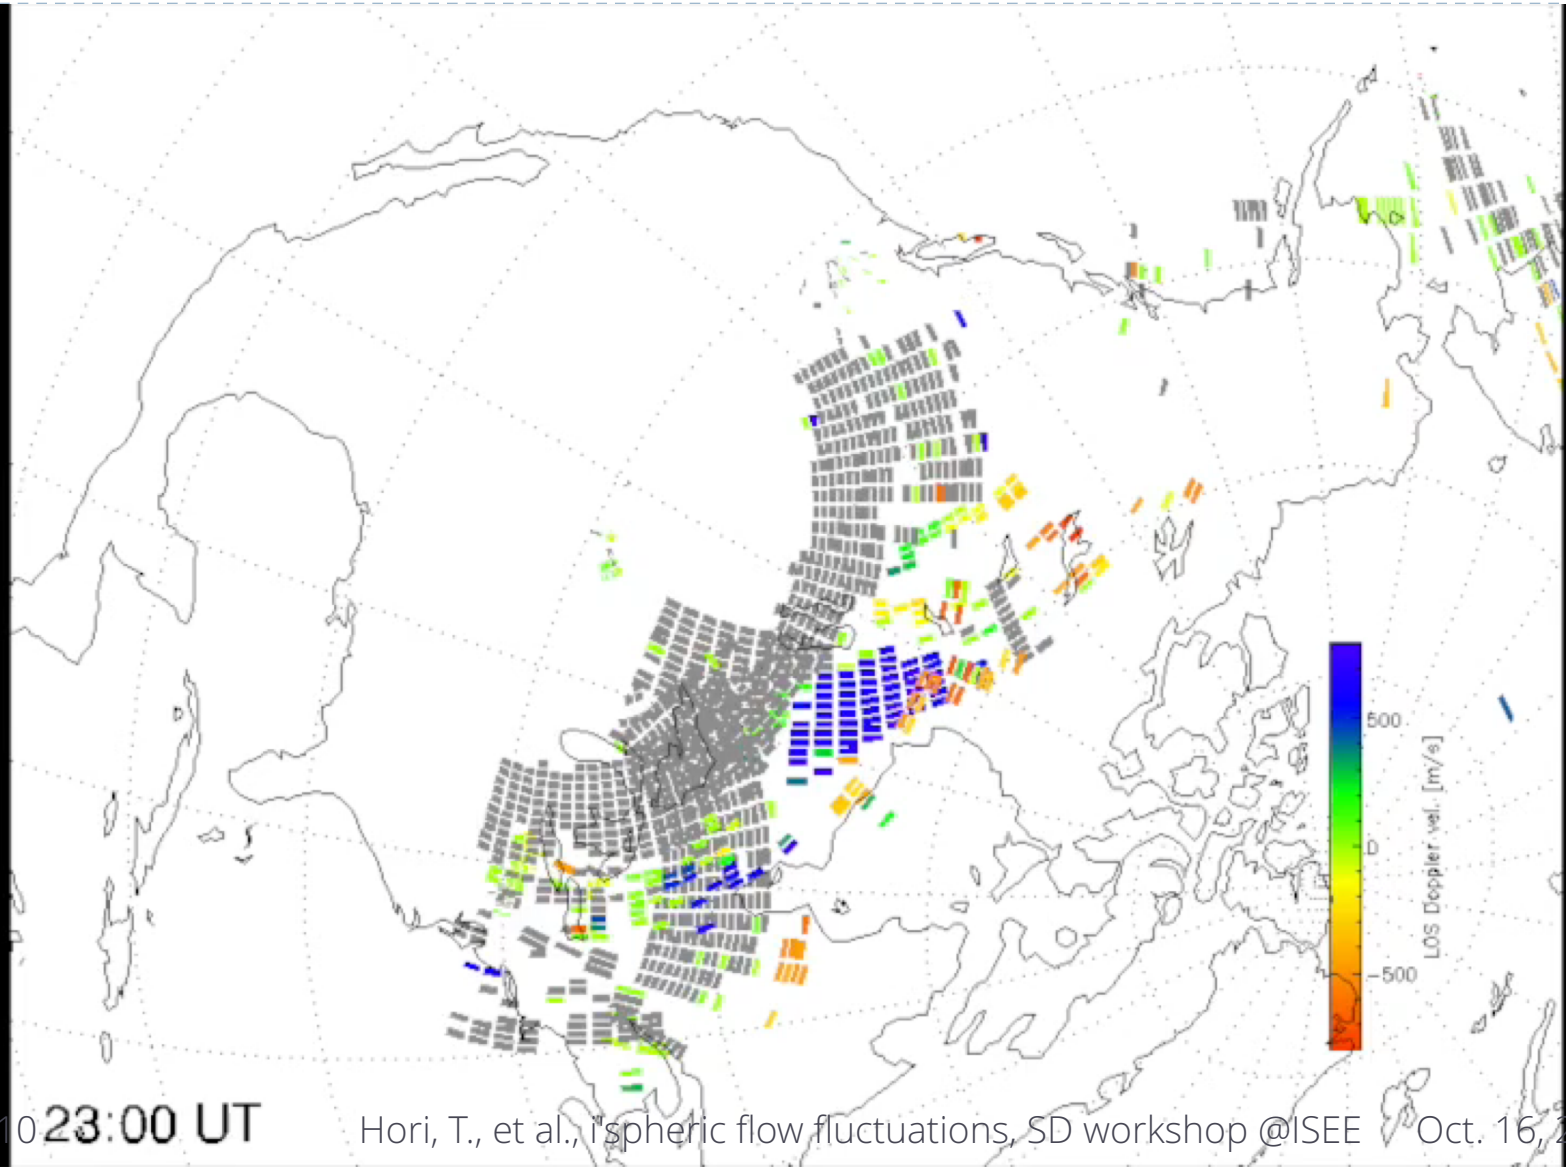 500
0
-500
LOS Doppler vel. [m/s]
23:00 UT
10
Hori, T., et al., i'spheric flow fluctuations, SD workshop @ISEE
Oct. 16,